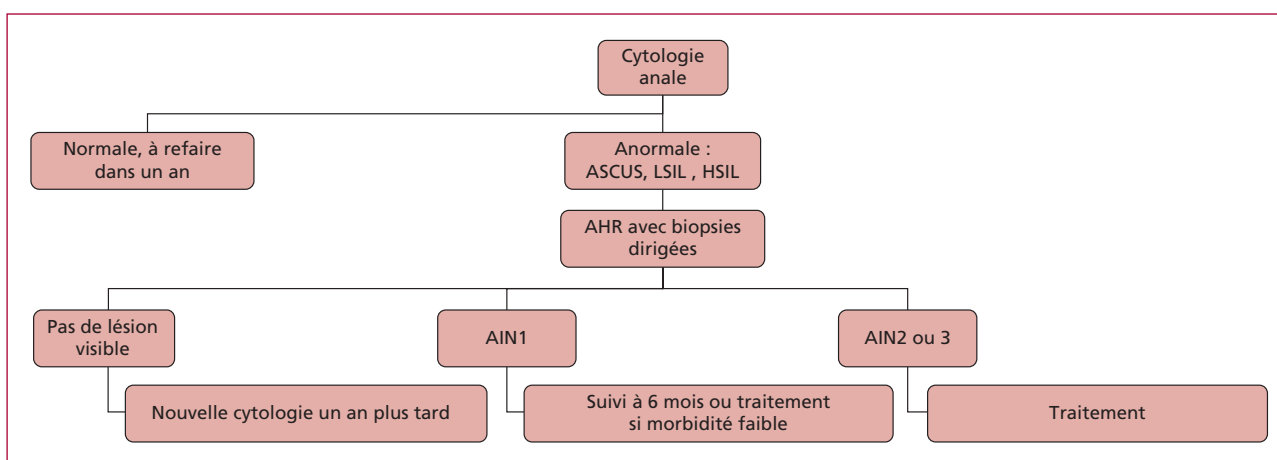 Cytologie
anale
Normale, à refaire
dans un an
Anormale :
ASCUS, LSIL , HSIL
AHR avec biopsies
dirigées
Pas de lésion
visible
AIN1
AIN2 ou 3
Nouvelle cytologie un an plus tard
Suivi à 6 mois ou traitement
si morbidité faible
Traitement